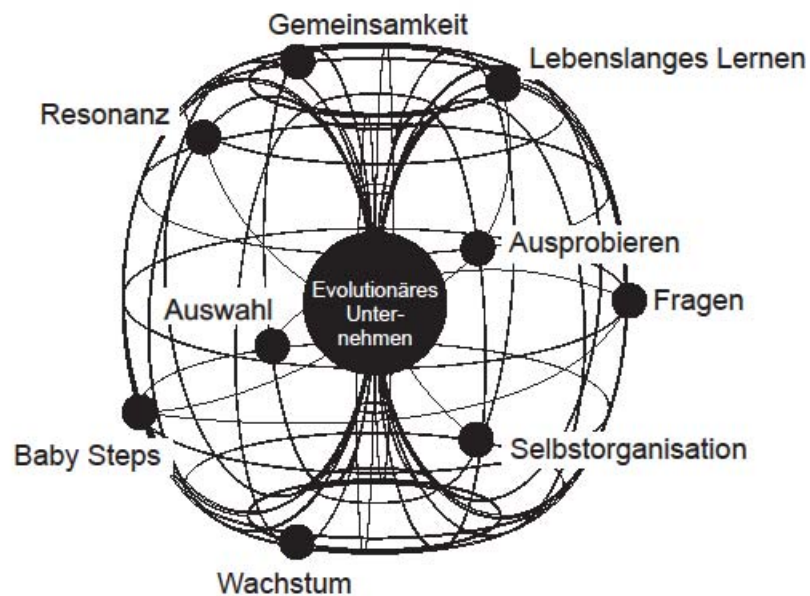 Gemeinsamkeit
Lebenslanges Lernen
Resonanz
Ausprobieren
Evolutionäres
Unter-
nehmen
Auswahl
Fragen
Baby Steps
Selbstorganisation
Wachstum